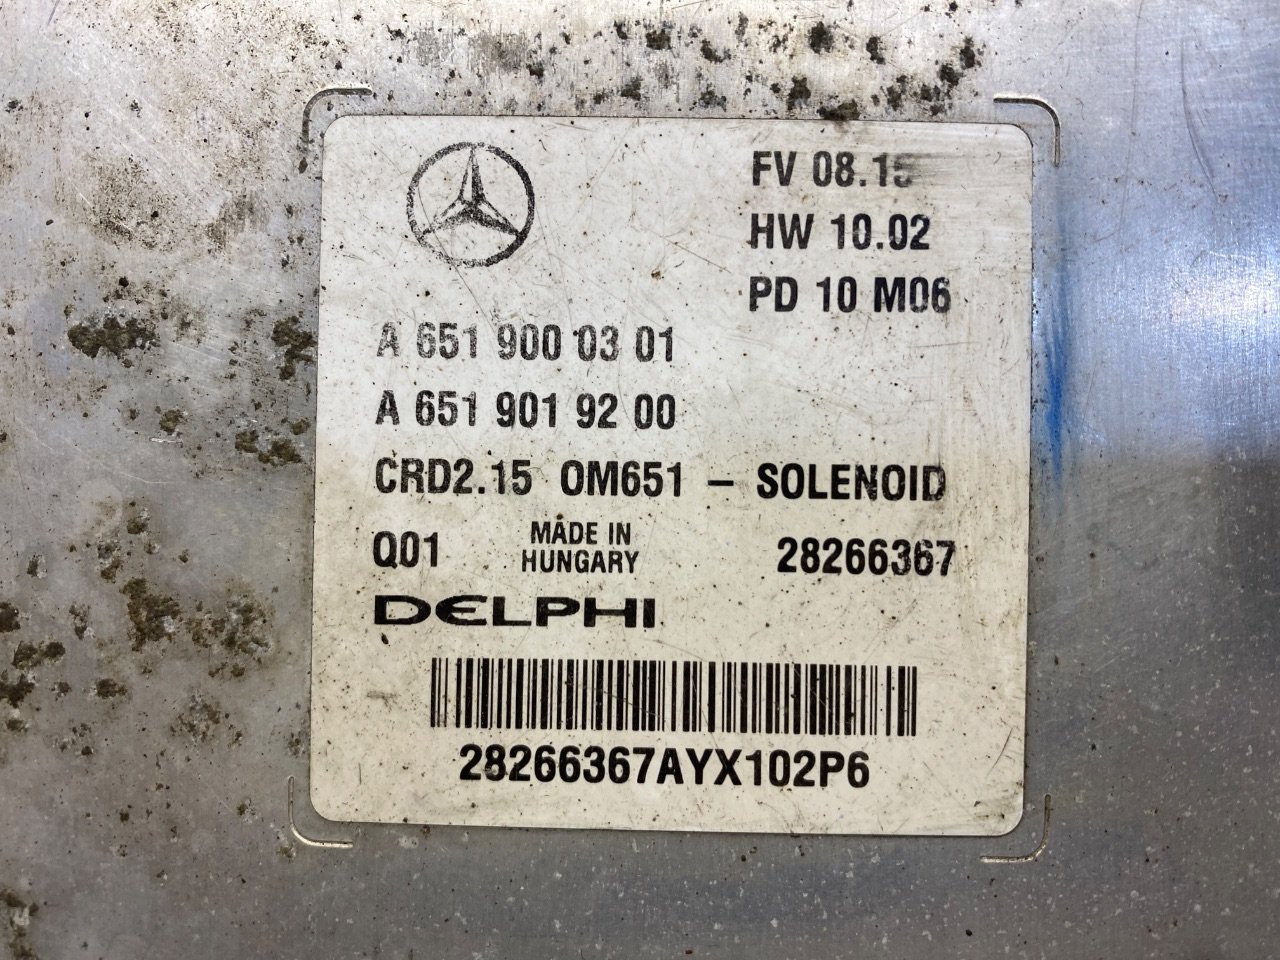 FV 08.15
HW 10.02
PD 10 M06
A 651 900 03 01
A 651 901 92 00
CRD2.15 OM651 – SOLENOID
Q01 MADE IN HUNGARY 28266367
DELPHI
28266367AYX102P6